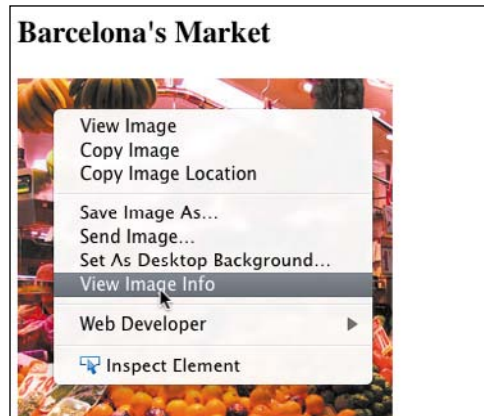 Barcelona's Market
View Image
Copy Image
Copy Image Location
Save Image As...
Send Image...
Set As Desktop Background...
View Image Info
Web Developer
Inspect Element